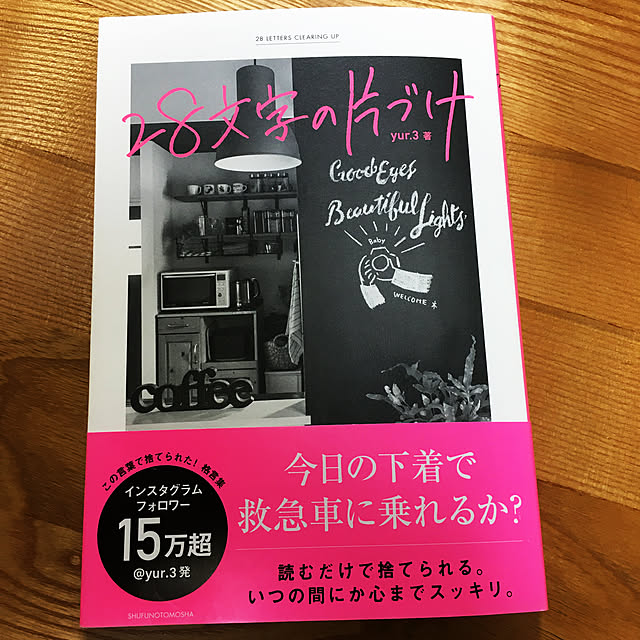 28 LETTERS CLEARING UP
28文字の片づけ
yur.3 著
Good Eyes
Beautiful Lights
Baby
WELCOME
coffee
この言葉で捨てられた！格言集
インスタグラム
フォロワー
15万超
@yur.3発
今日の下着で
救急車に乗れるか?
読むだけで捨てられる。
いつの間にか心までスッキリ。
SHUFUNOTOMOSHA